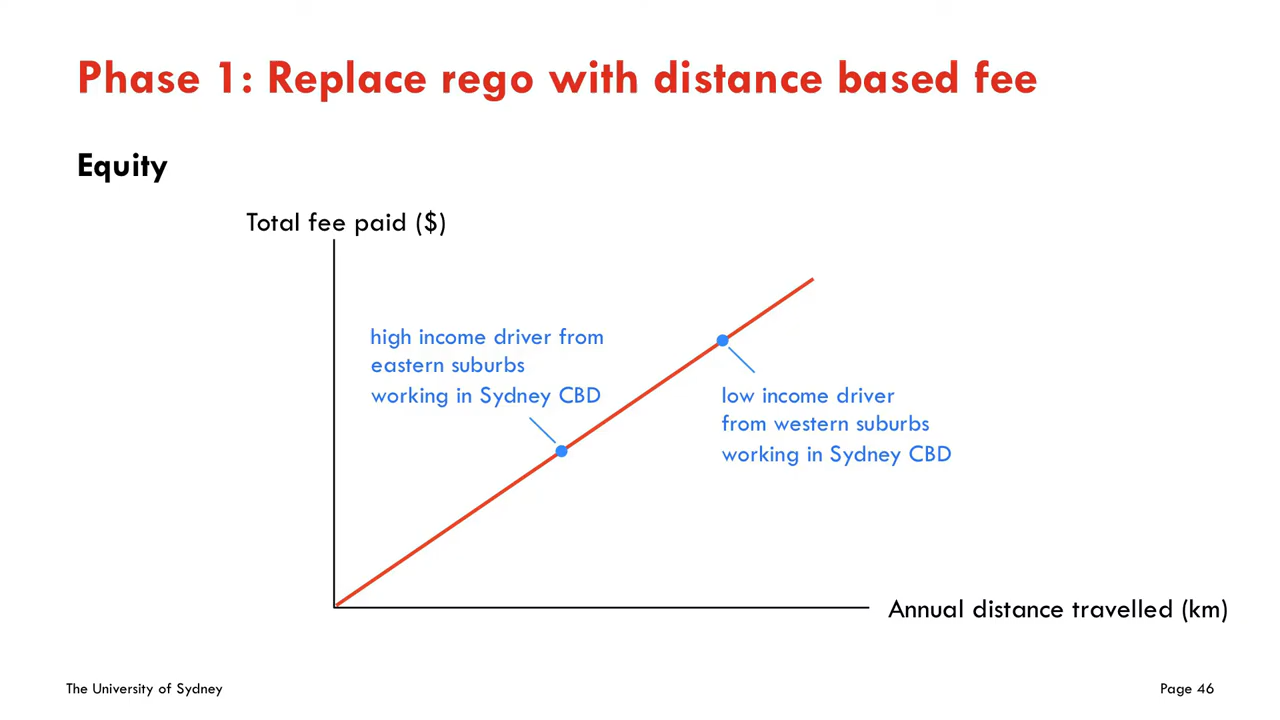 Phase 1: Replace rego with distance based fee
Equity
Total fee paid ($)
high income driver from
eastern suburbs
working in Sydney CBD
low income driver
from western suburbs
working in Sydney CBD
Annual distance travelled (km)
The University of Sydney
Page 46